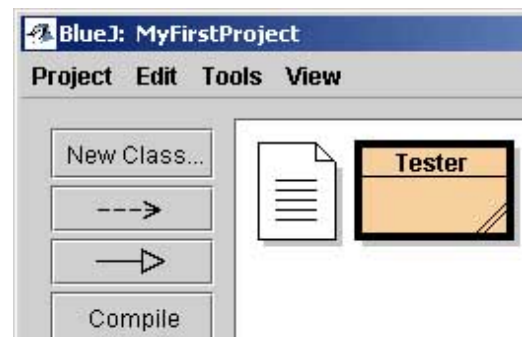 BlueJ: MyFirstProject
Project Edit Tools View
New Class...
Tester
Compile